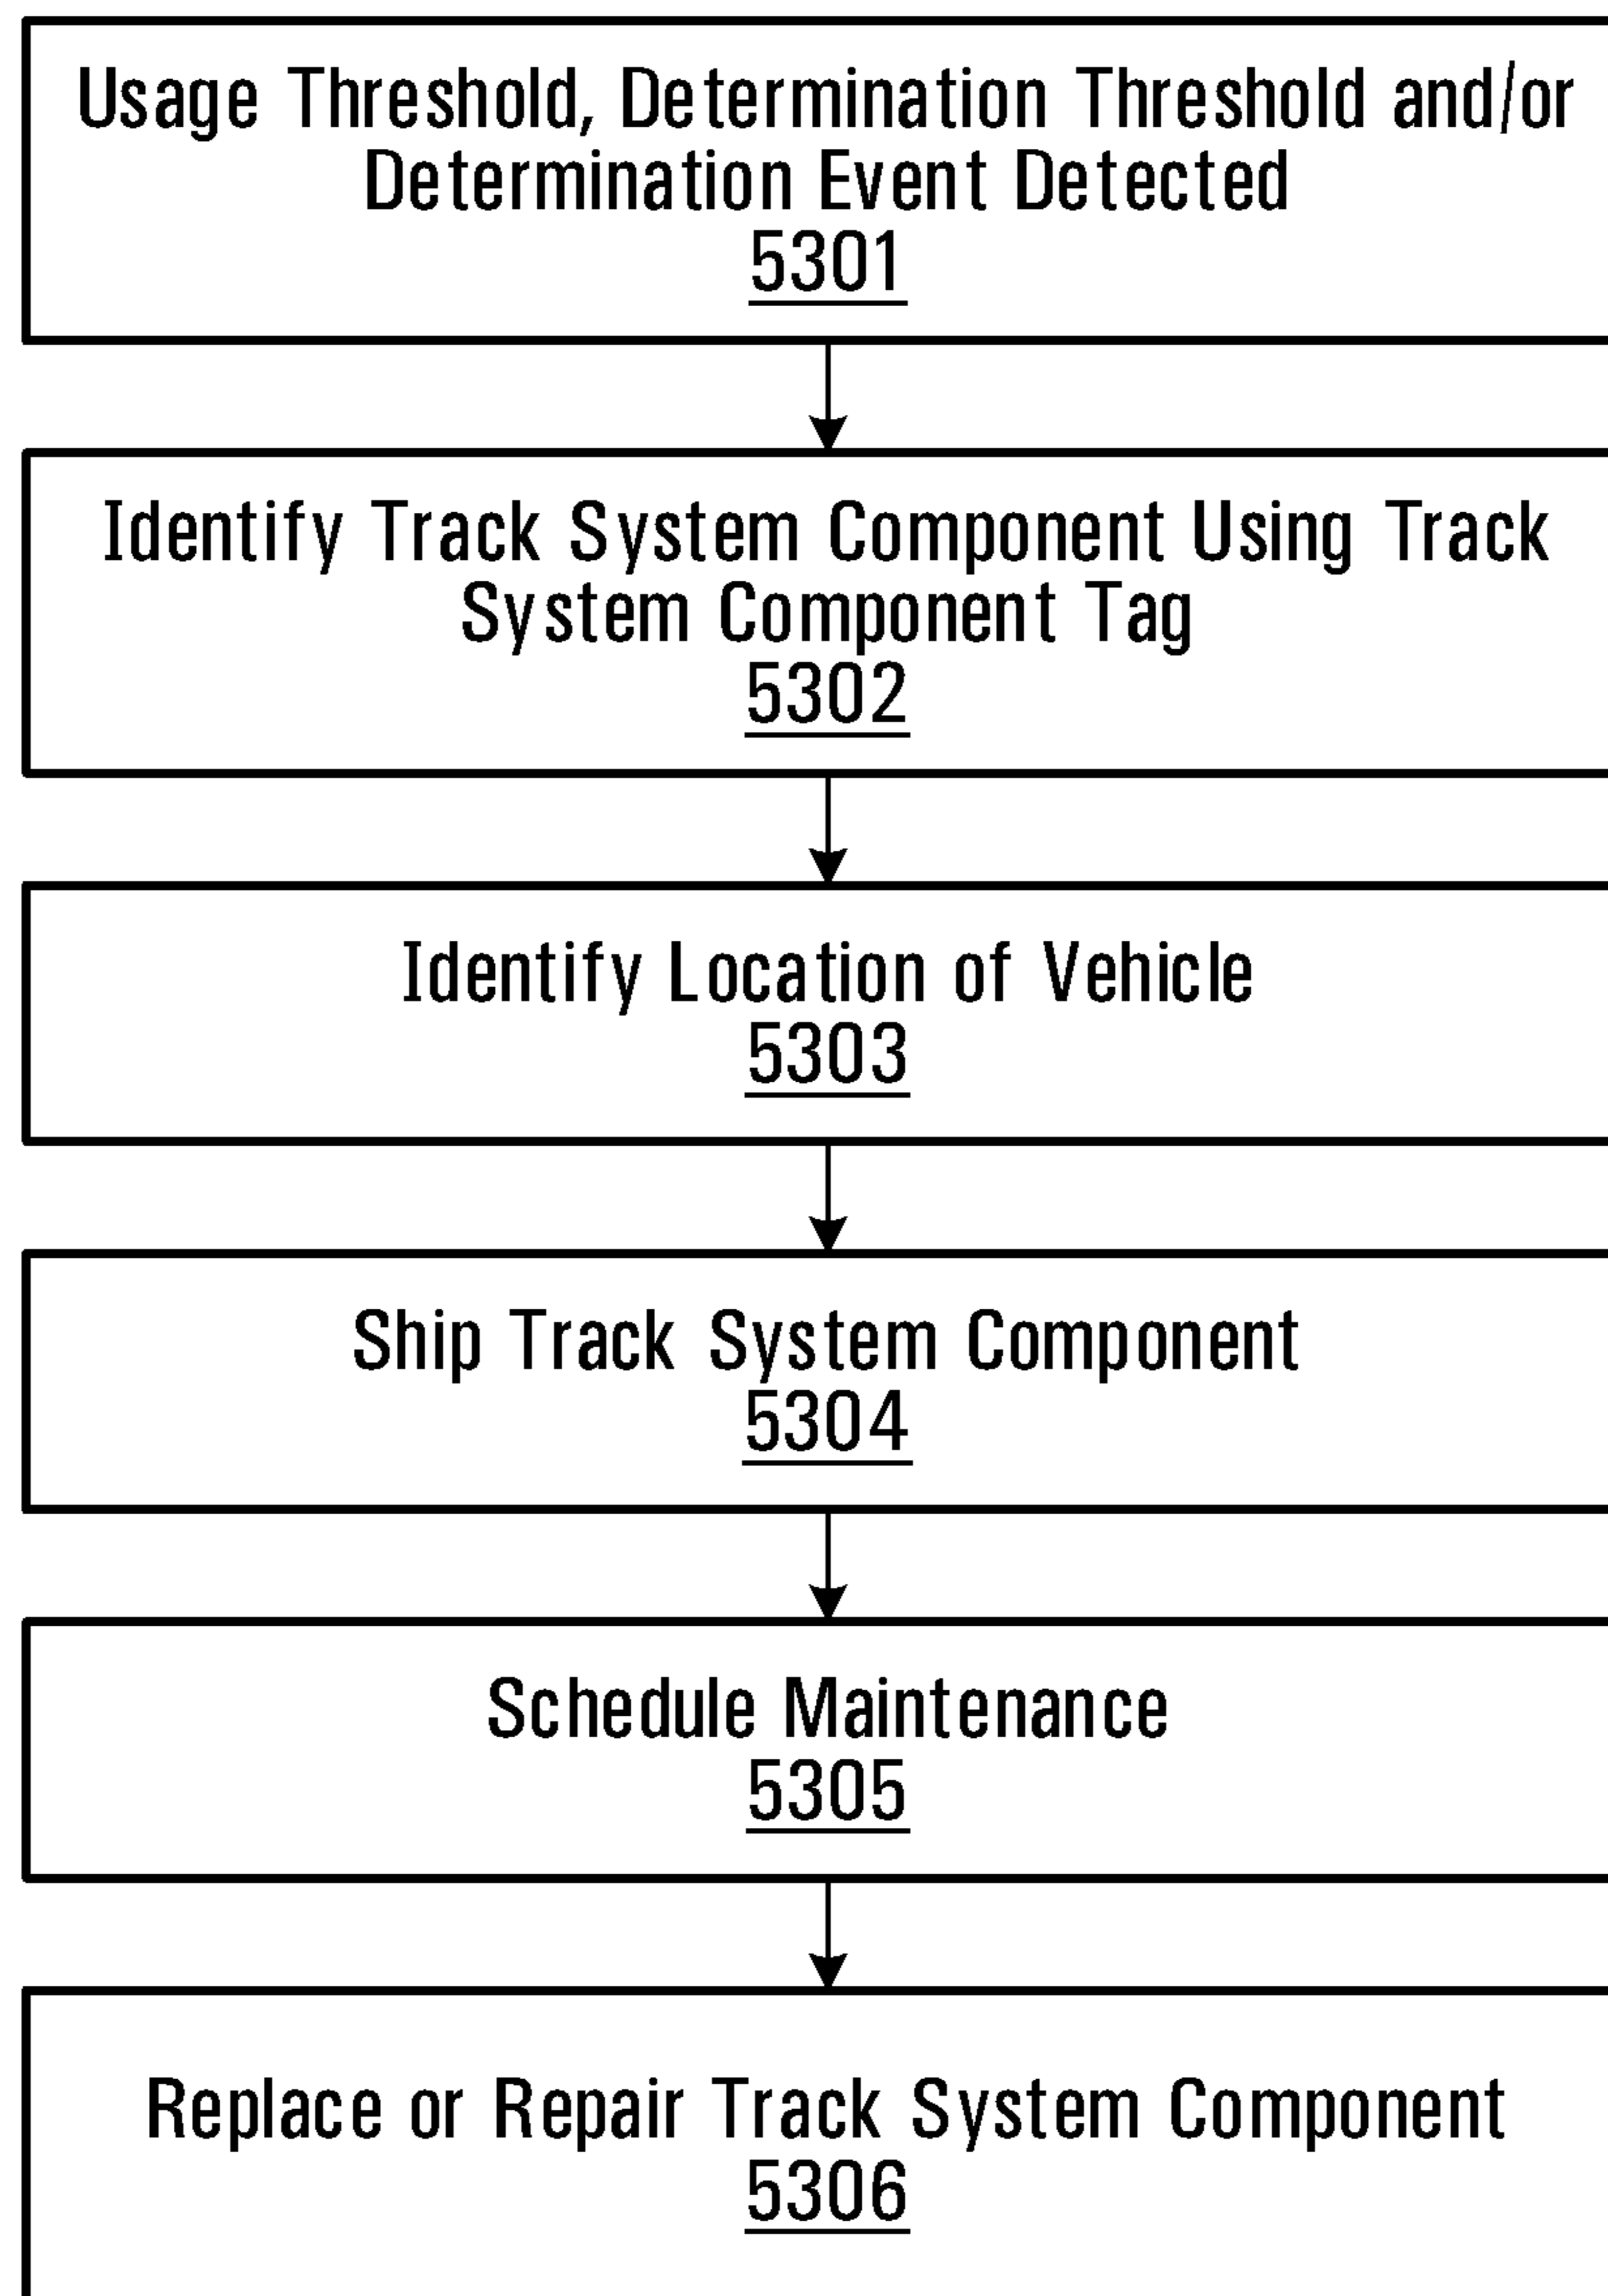 Usage Threshold, Determination Threshold and/or
Determination Event Detected
5301
Identify Track System Component Using Track
System Component Tag
5302
Identify Location of Vehicle
5303
Ship Track System Component
5304
Schedule Maintenance
5305
Replace or Repair Track System Component
5306